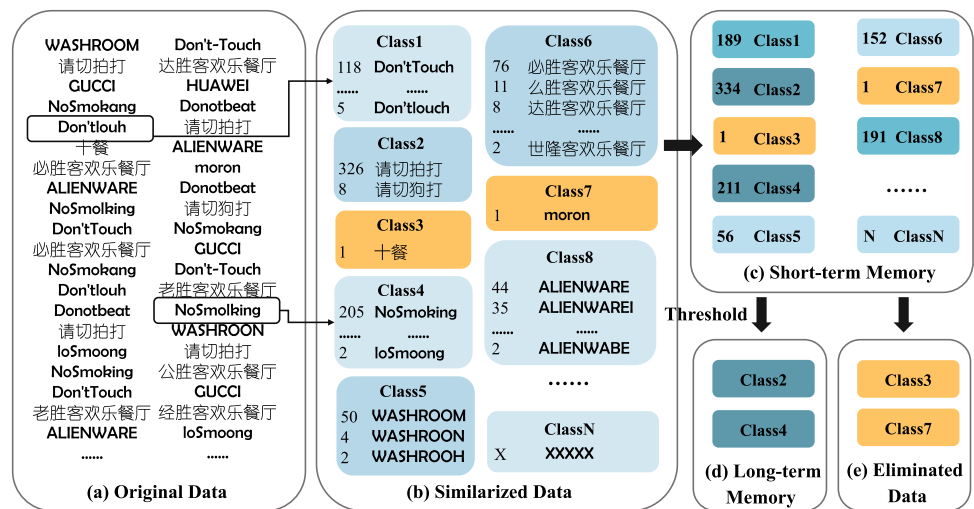 WASHROOM
请切拍打
GUCCI
NoSmokang
Don'tlouh
十餐
必胜客欢乐餐厅
ALIENWARE
NoSmolking
Don'tTouch
必胜客欢乐餐厅
NoSmokang
Don'tlouh
Donotbeat
请切拍打
loSmoong
NoSmoking
Don'tTouch
老胜客欢乐餐厅
ALIENWARE
......
Don't-Touch
达胜客欢乐餐厅
HUAWEI
Donotbeat
请切拍打
ALIENWARE
moron
Donotbeat
请切狗打
NoSmokang
GUCCI
Don't-Touch
老胜客欢乐餐厅
NoSmolking
WASHROON
请切拍打
公胜客欢乐餐厅
GUCCI
经胜客欢乐餐厅
loSmoong
......
(a) Original Data
Class1
118 Don'tTouch
...... ......
5 Don'tlouch
Class2
326 请切拍打
8 请切狗打
Class3
1 十餐
Class4
205 NoSmoking
...... ......
2 loSmoong
Class5
50 WASHROOM
4 WASHROON
2 WASHROOH
Class6
76 必胜客欢乐餐厅
11 么胜客欢乐餐厅
8 达胜客欢乐餐厅
...... ......
2 世隆客欢乐餐厅
Class7
1 moron
Class8
44 ALIENWARE
35 ALIENWAREI
...... ......
2 ALIENWABE
......
ClassN
X XXXXX
(b) Similarized Data
189 Class1
334 Class2
1 Class3
211 Class4
56 Class5
152 Class6
1 Class7
191 Class8
......
N ClassN
(c) Short-term Memory
Threshold
Class2
Class4
(d) Long-term
Memory
Class3
Class7
(e) Eliminated
Data